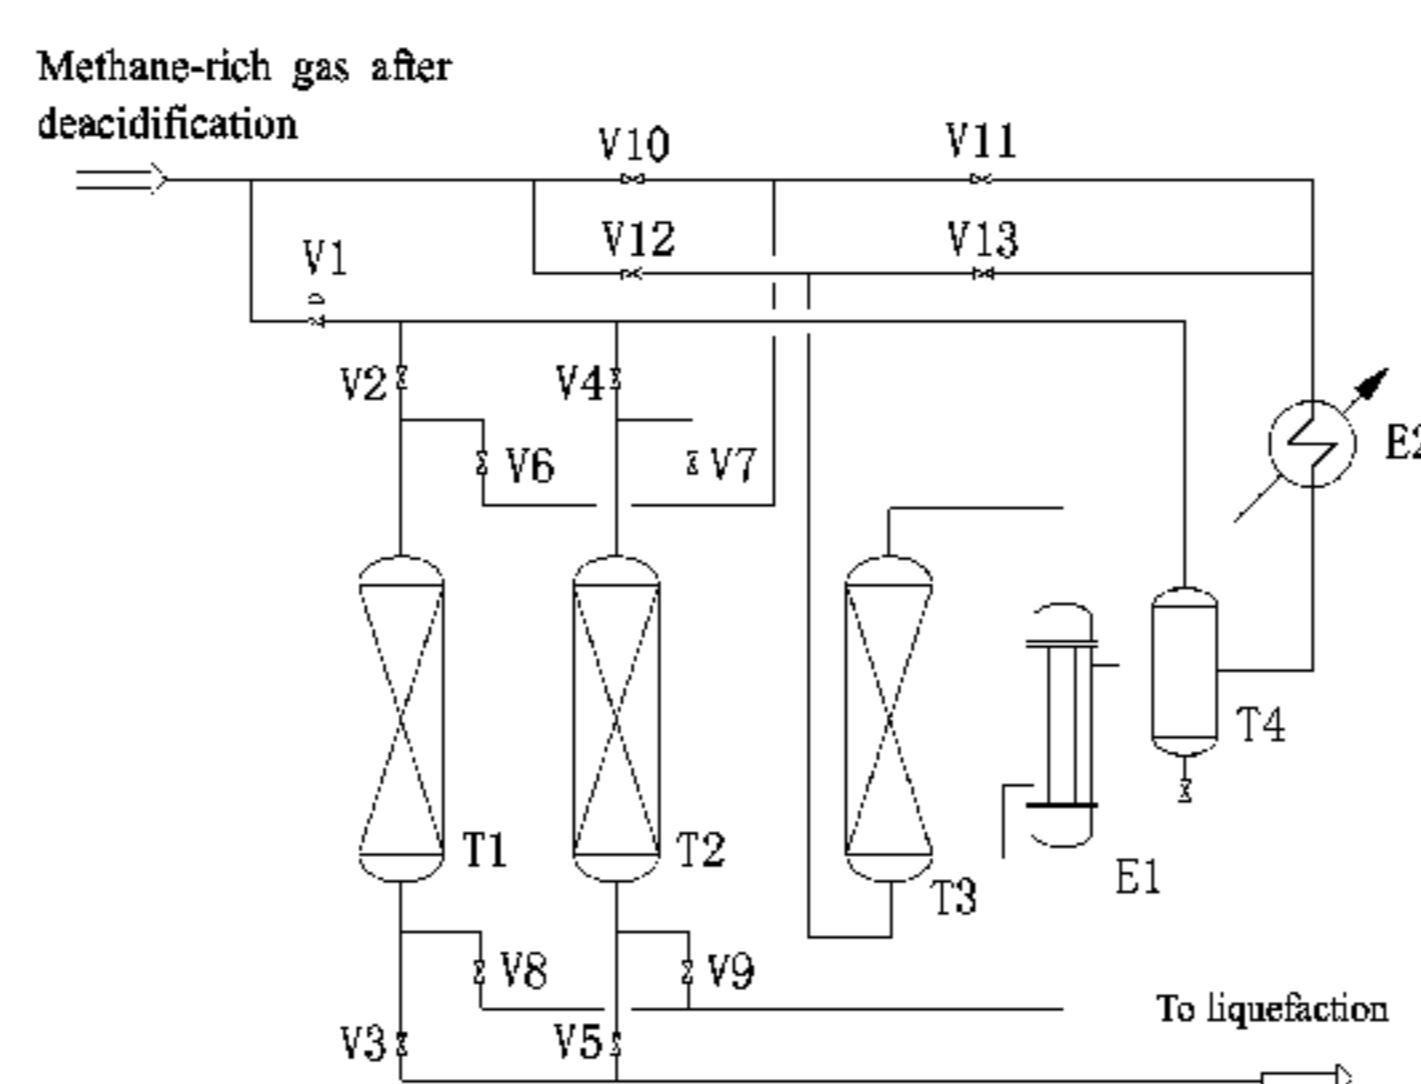 Methane-rich gas after
deacidification
V10
V11
V12
V13
V1
V2
V4
V6
V7
E2
T4
T1
T2
T3
E1
V8
V9
To liquefaction
V3
V5